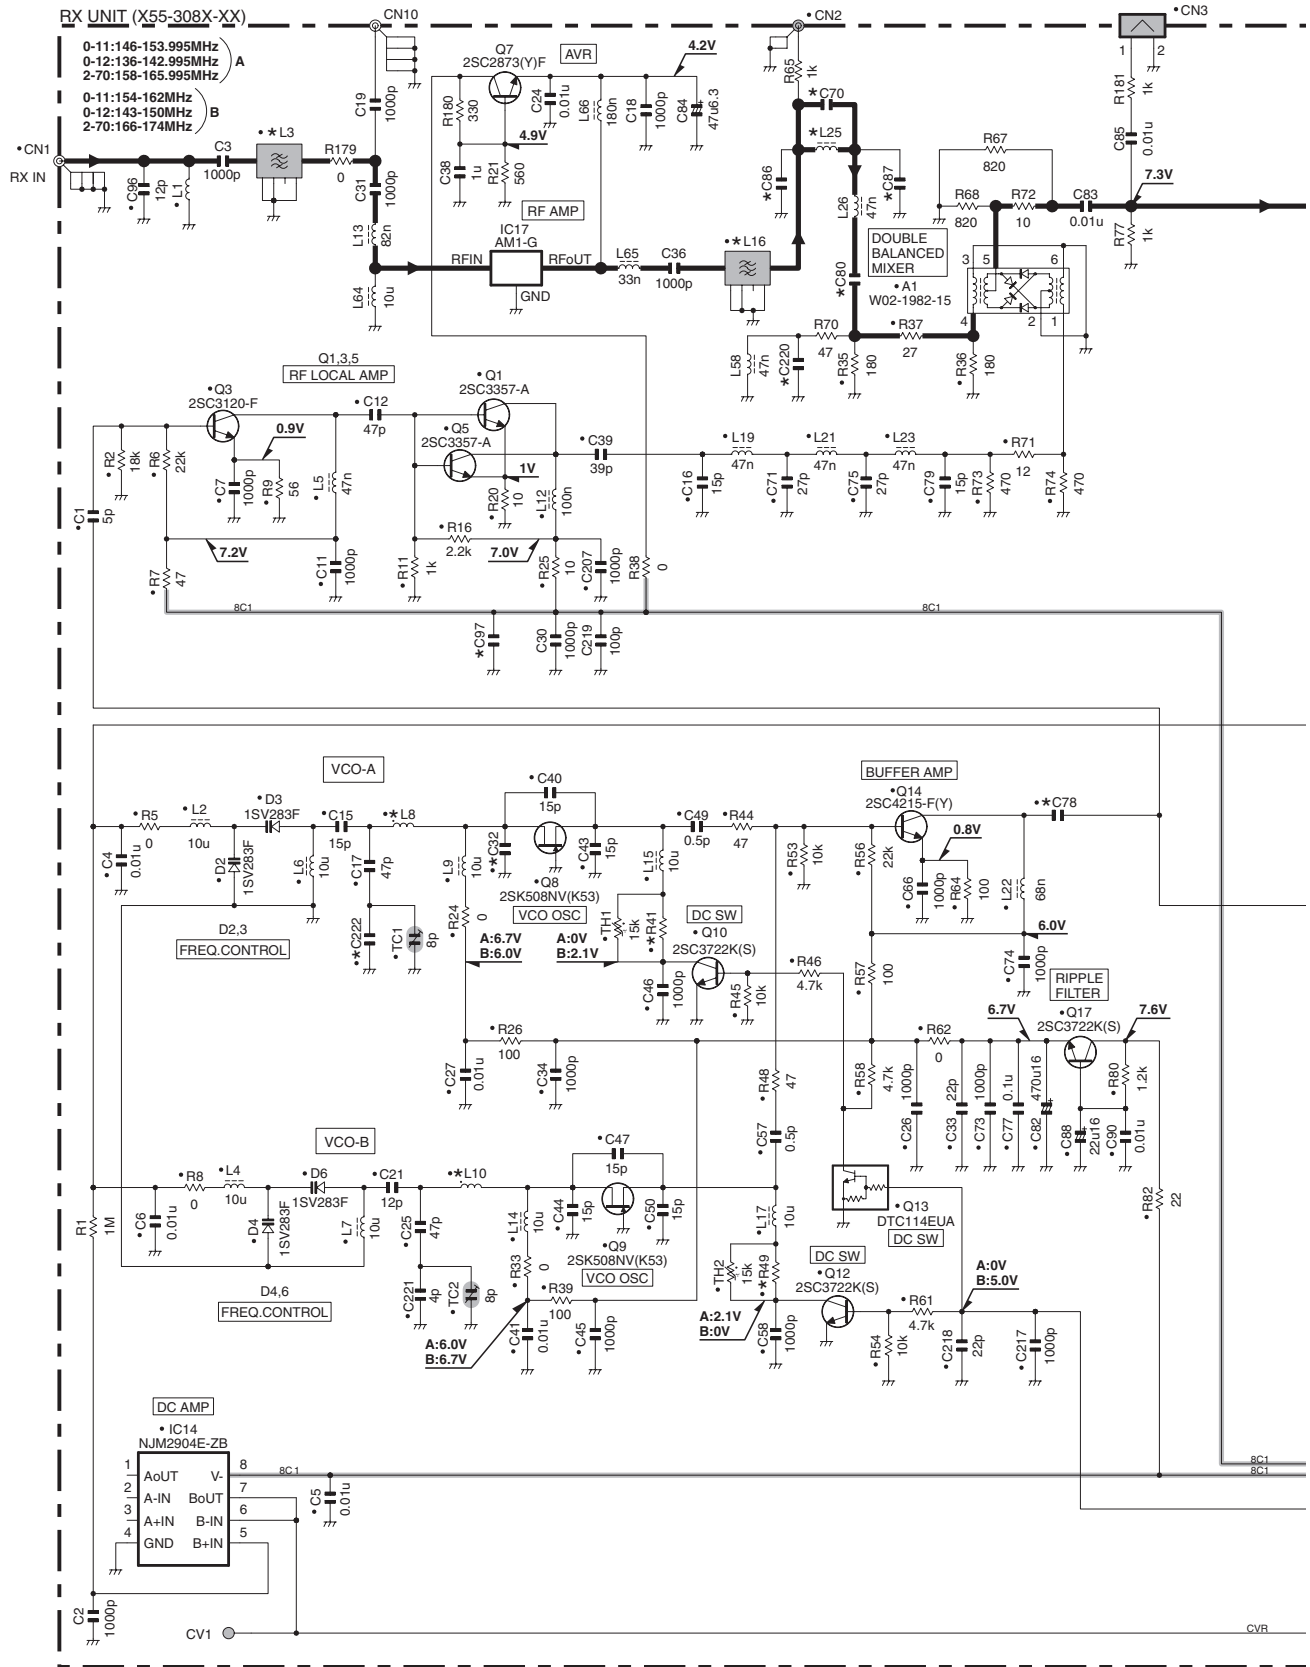 RX UNIT (X55-308X-XX)
CN10
•CN2
•CN3
0-11:146-153.995MHz
0-12:136-142.995MHz
2-70:158-165.995MHz
A
0-11:154-162MHz
0-12:143-150MHz
2-70:166-174MHz
B
Q7
2SC2873(Y)F
AVR
4.2V
1
2
R65
1k
R181
1k
*C70
C19
1000p
R180
330
C24
0.01u
L66
180n
C18
1000p
C84
47u6.3
•CN1
RX IN
C3
1000p
•*L3
R179
0
4.9V
*L25
R67
820
C85
0.01u
•C96
12p
•L1
C31
1000p
C38
1u
R21
560
*C86
*C87
7.3V
L26
47n
R68
820
R72
10
C83
0.01u
RF AMP
IC17
AM1-G
L13
82n
RFIN
RFoUT
GND
L65
33n
C36
1000p
•*L16
DOUBLE
BALANCED
MIXER
R77
1k
3
5
6
L64
10u
*C80
•A1
W02-1982-15
4
2
1
R70
47
•R37
27
L58
47n
*C220
•R35
180
•R36
180
Q1,3,5
RF LOCAL AMP
•Q3
2SC3120-F
•C12
47p
•Q1
2SC3357-A
•Q5
2SC3357-A
0.9V
•C39
39p
1V
•L19
47n
•L21
47n
•L23
47n
•R71
12
•R2
18k
R6
22k
•C7
1000p
•R9
56
•L5
47n
•R20
10
•L12
100n
•C16
15p
•C71
27p
•C75
27p
•C79
15p
•R73
470
•R74
470
•C1
5p
7.2V
•R16
2.2k
7.0V
•R7
47
•C11
1000p
•R11
1k
•R25
10
•C207
1000p
R38
0
8C1
8C1
*C97
C30
1000p
C219
100p
VCO-A
•C40
15p
BUFFER AMP
•Q14
2SC4215-F(Y)
•R5
0
•L2
10u
•D3
1SV283F
•C15
15p
•*L8
•C49
0.5p
•R44
47
•*C78
•C4
0.01u
•D2
1SV283F
•L6
10u
•C17
47p
•L9
10u
•*C32
•C43
15p
•L15
10u
•R53
10k
•R56
22k
0.8V
•Q8
2SK508NV(K53)
VCO OSC
•C66
1000p
•R64
100
•L22
68n
D2,3
FREQ.CONTROL
•*C222
•TC1
8p
•R24
0
A:6.7V
B:6.0V
A:0V
B:2.1V
•TH1
15k
*R41
DC SW
•Q10
2SC3722K(S)
6.0V
•C46
1000p
•R45
10k
•R46
4.7k
•R57
100
•C74
1000p
RIPPLE
FILTER
•Q17
2SC3722K(S)
6.7V
7.6V
•R26
100
•R62
0
•C27
0.01u
•C34
1000p
•R48
47
•R58
4.7k
•C26
1000p
•C33
22p
•C73
1000p
•C77
0.1u
•C82
470u16
•R80
1.2k
•C88
22u16
•C90
0.01u
VCO-B
•C47
15p
•C57
0.5p
•R8
0
•L4
10u
•D6
1SV283F
•C21
12p
•*L10
•Q13
DTC114EUA
DC SW
•R82
22
R1
1M
•C6
0.01u
•D4
1SV283F
•L7
10u
•C25
47p
•L14
10u
•C44
15p
•C50
15p
•L17
10u
•Q9
2SK508NV(K53)
VCO OSC
D4,6
FREQ.CONTROL
•C221
4p
•TC2
8p
•R33
0
•R39
100
•TH2
15k
*R49
DC SW
•Q12
2SC3722K(S)
A:0V
B:5.0V
A:6.0V
B:6.7V
•C41
0.01u
•C45
1000p
A:2.1V
B:0V
•C58
1000p
•R61
4.7k
•R54
10k
•C218
22p
•C217
1000p
DC AMP
•IC14
NJM2904E-ZB
1
AoUT
V-
8
8C1
8C1
8C1
2
A-IN
BoUT
7
3
A+IN
B-IN
6
4
GND
B+IN
5
•C5
0.01u
C2
1000p
CV1
CVR